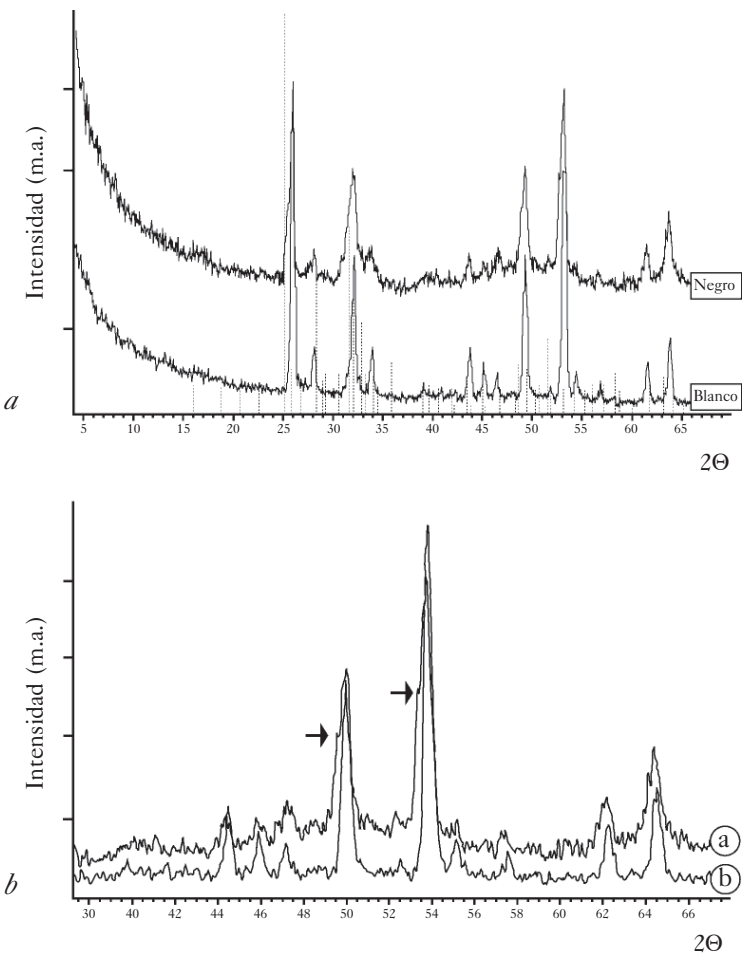 Intensidad (m.a.)
Negro
Blanco
a
5 10 15 20 25 30 35 40 45 50 55 60 65
2Θ
Intensidad (m.a.)
a
b
b
30 32 34 36 38 40 42 44 46 48 50 52 54 56 58 60 62 64 66
2Θ